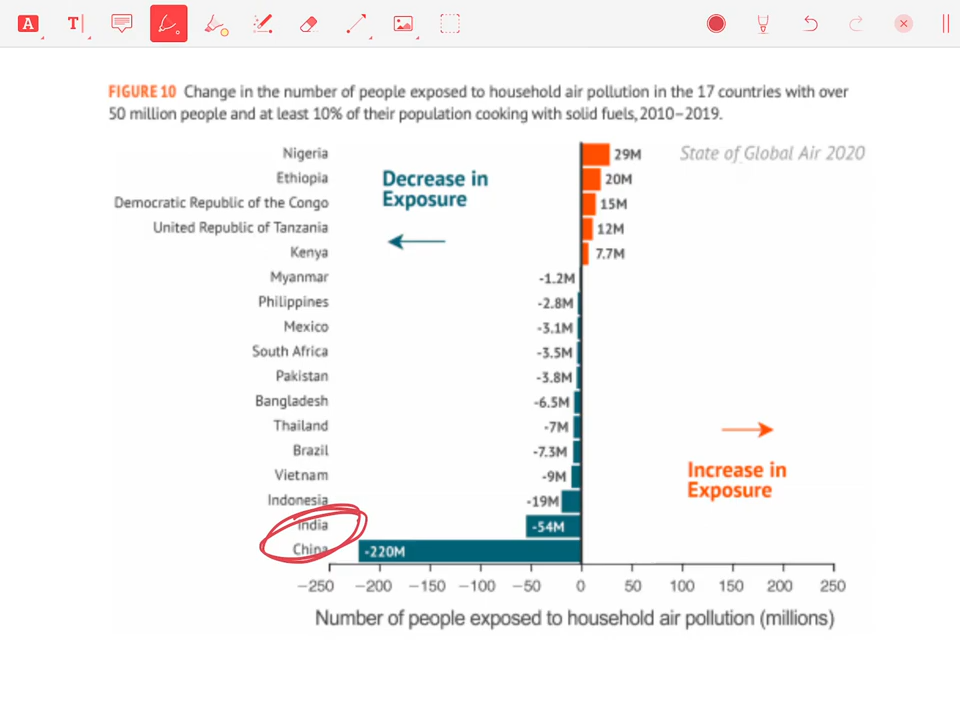 A T
FIGURE 10 Change in the number of people exposed to household air pollution in the 17 countries with over
50 million people and at least 10% of their population cooking with solid fuels, 2010–2019.
State of Global Air 2020
Decrease in
Exposure
Nigeria 29M
Ethiopia 20M
Democratic Republic of the Congo 15M
United Republic of Tanzania 12M
Kenya 7.7M
Myanmar -1.2M
Philippines -2.8M
Mexico -3.1M
South Africa -3.5M
Pakistan -3.8M
Bangladesh -6.5M
Thailand -7M
Brazil -7.3M
Vietnam -9M
Indonesia -19M
India -54M
China -220M
Increase in
Exposure
−250 −200 −150 −100 −50 0 50 100 150 200 250
Number of people exposed to household air pollution (millions)